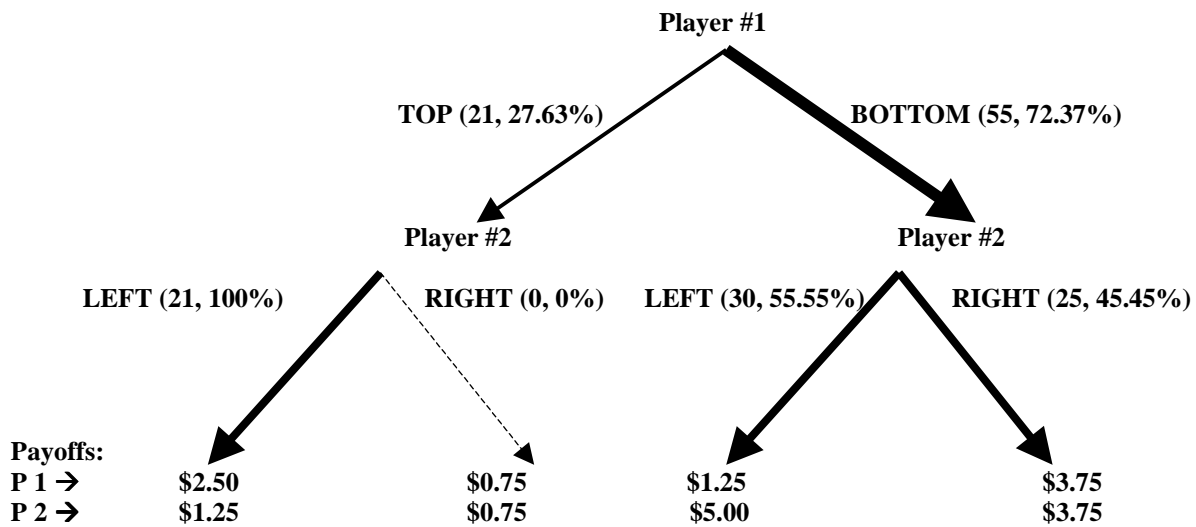 Player #1
TOP (21, 27.63%) BOTTOM (55, 72.37%)
Player #2 Player #2
LEFT (21, 100%) RIGHT (0, 0%) LEFT (30, 55.55%) RIGHT (25, 45.45%)
Payoffs:
P 1 → $2.50 $0.75 $1.25 $3.75
P 2 → $1.25 $0.75 $5.00 $3.75